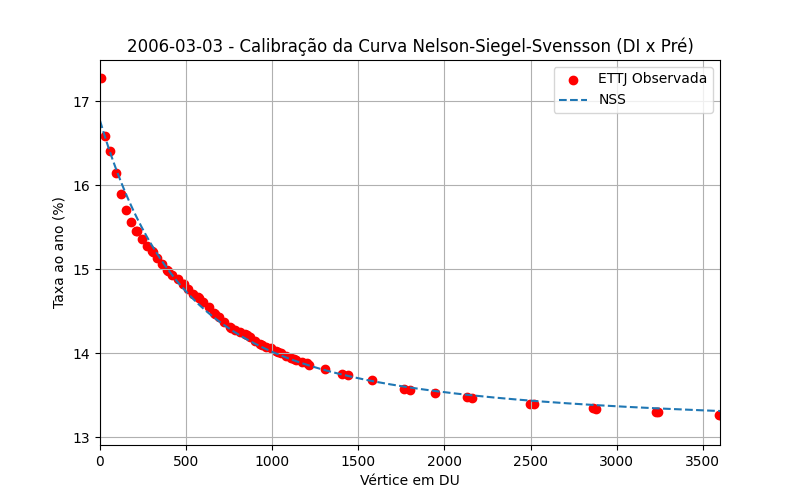 2006-03-03 - Calibração da Curva Nelson-Siegel-Svensson (DI x Pré)
ETTJ Observada
NSS
Taxa ao ano (%)
17
16
15
14
13
0 500 1000 1500 2000 2500 3000 3500
Vértice em DU